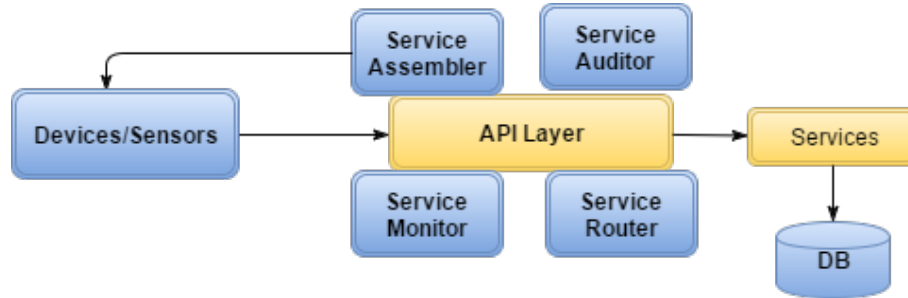 Service
Assembler
Service
Auditor
Devices/Sensors
API Layer
Services
Service
Monitor
Service
Router
DB